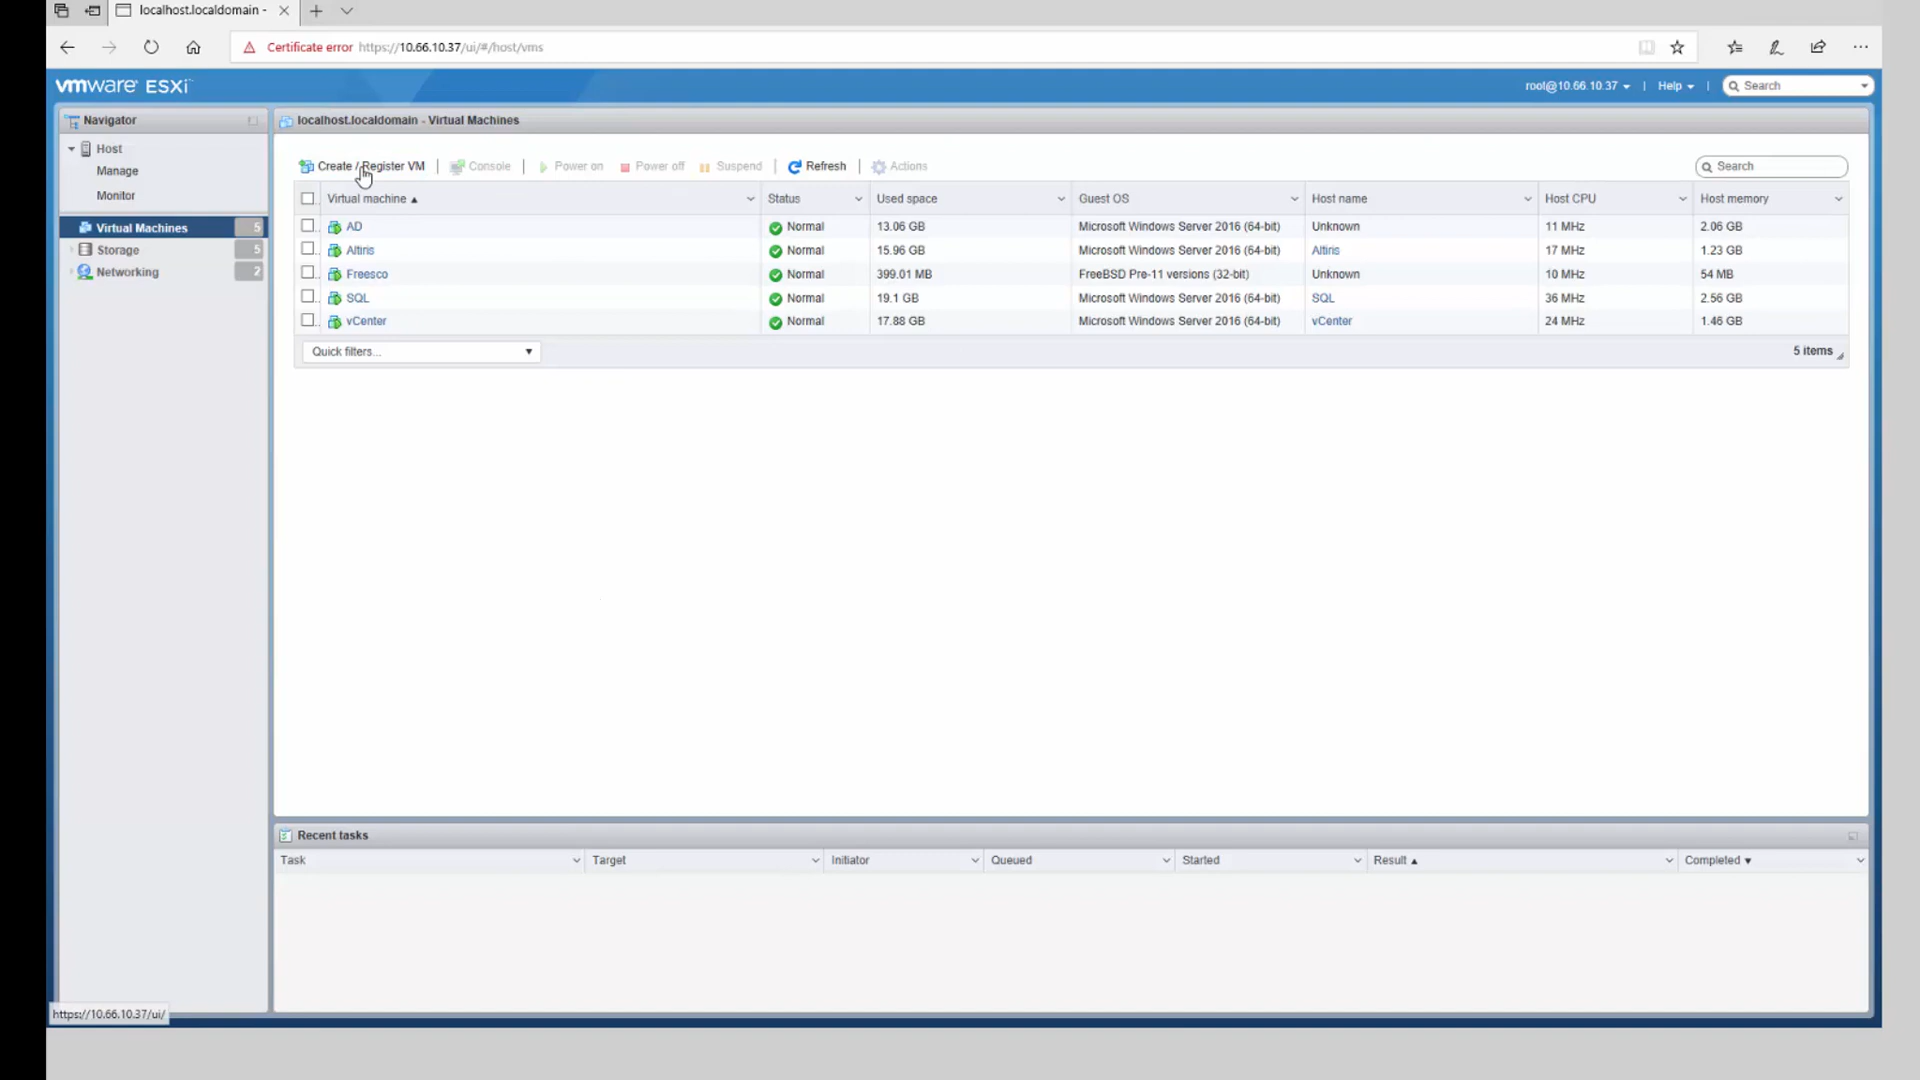 localhost.localdomain -
Certificate error https://10.66.10.37/ui/#/host/vms
vmware ESXi
root@10.66.10.37 | Help | Search
Navigator
Host
Manage
Monitor
Virtual Machines 5
Storage 5
Networking 2
localhost.localdomain - Virtual Machines
Create / Register VM | Console | Power on Power off Suspend | Refresh | Actions
Search
Virtual machine Status Used space Guest OS Host name Host CPU Host memory
AD Normal 13.06 GB Microsoft Windows Server 2016 (64-bit) Unknown 11 MHz 2.06 GB
Altiris Normal 15.96 GB Microsoft Windows Server 2016 (64-bit) Altiris 17 MHz 1.23 GB
Freesco Normal 399.01 MB FreeBSD Pre-11 versions (32-bit) Unknown 10 MHz 54 MB
SQL Normal 19.1 GB Microsoft Windows Server 2016 (64-bit) SQL 36 MHz 2.56 GB
vCenter Normal 17.88 GB Microsoft Windows Server 2016 (64-bit) vCenter 24 MHz 1.46 GB
Quick filters...
5 items
Recent tasks
Task Target Initiator Queued Started Result Completed
https://10.66.10.37/ui/